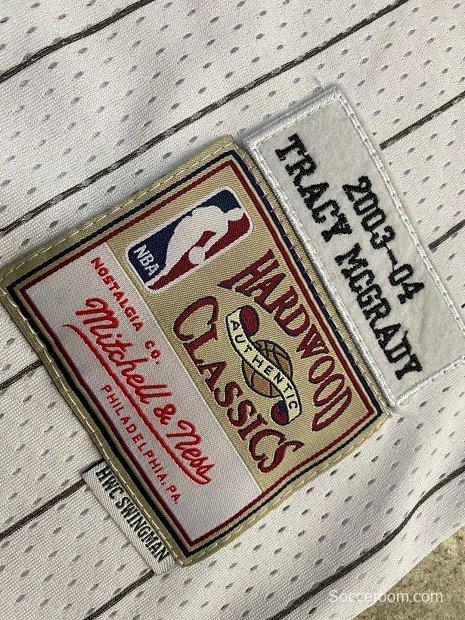 2003-04
TRACY MCGRADY
NBA
HARDWOOD
AUTHENTIC
CLASSICS
NOSTALGIA CO.
Mitchell & Ness
PHILADELPHIA, PA.
HWC SWINGMAN
Socceroom.com